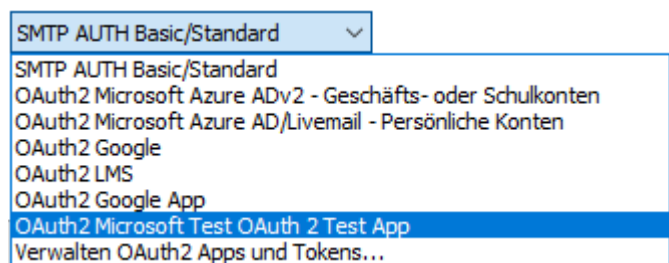 SMTP AUTH Basic/Standard
SMTP AUTH Basic/Standard
OAuth2 Microsoft Azure ADv2 - Geschäfts- oder Schulkonten
OAuth2 Microsoft Azure AD/Livemail - Persönliche Konten
OAuth2 Google
OAuth2 LMS
OAuth2 Google App
OAuth2 Microsoft Test OAuth 2 Test App
Verwalten OAuth2 Apps und Tokens...